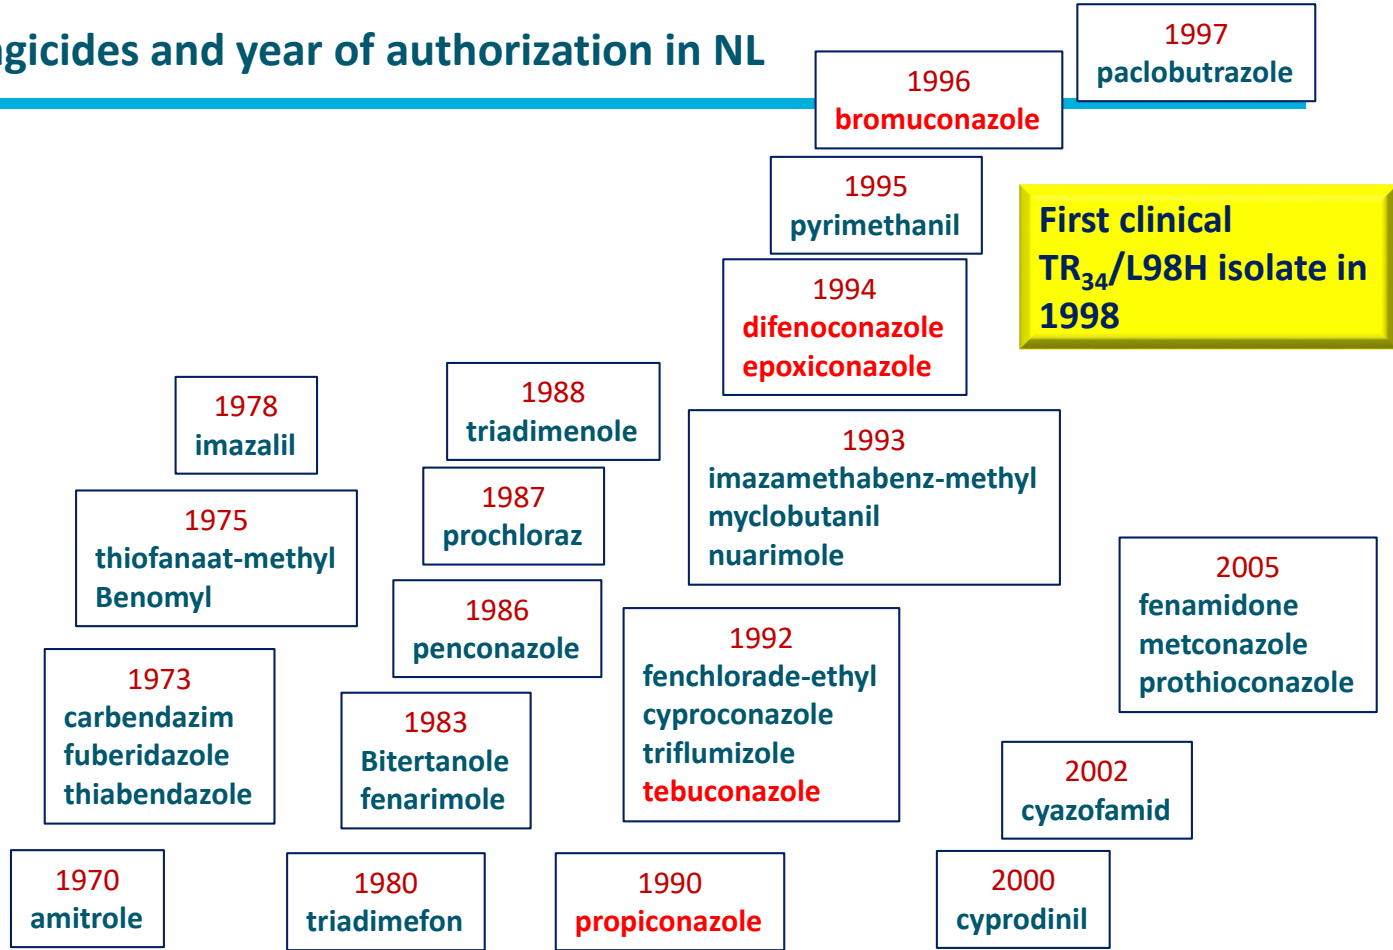 gicides and year of authorization in NL
1997
paclobutrazole
1996
bromuconazole
1995
pyrimethanil
First clinical
TR34/L98H isolate in
1998
1994
difenoconazole
epoxiconazole
1978
imazalil
1988
triadimenole
1993
imazamethabenz-methyl
myclobutanil
nuarimole
1975
thiofanaat-methyl
Benomyl
1987
prochloraz
2005
fenamidone
metconazole
prothioconazole
1986
penconazole
1992
fenchlorade-ethyl
cyproconazole
triflumizole
tebuconazole
1973
carbendazim
fuberidazole
thiabendazole
1983
Bitertanole
fenarimole
2002
cyazofamid
1970
amitrole
1980
triadimefon
1990
propiconazole
2000
cyprodinil